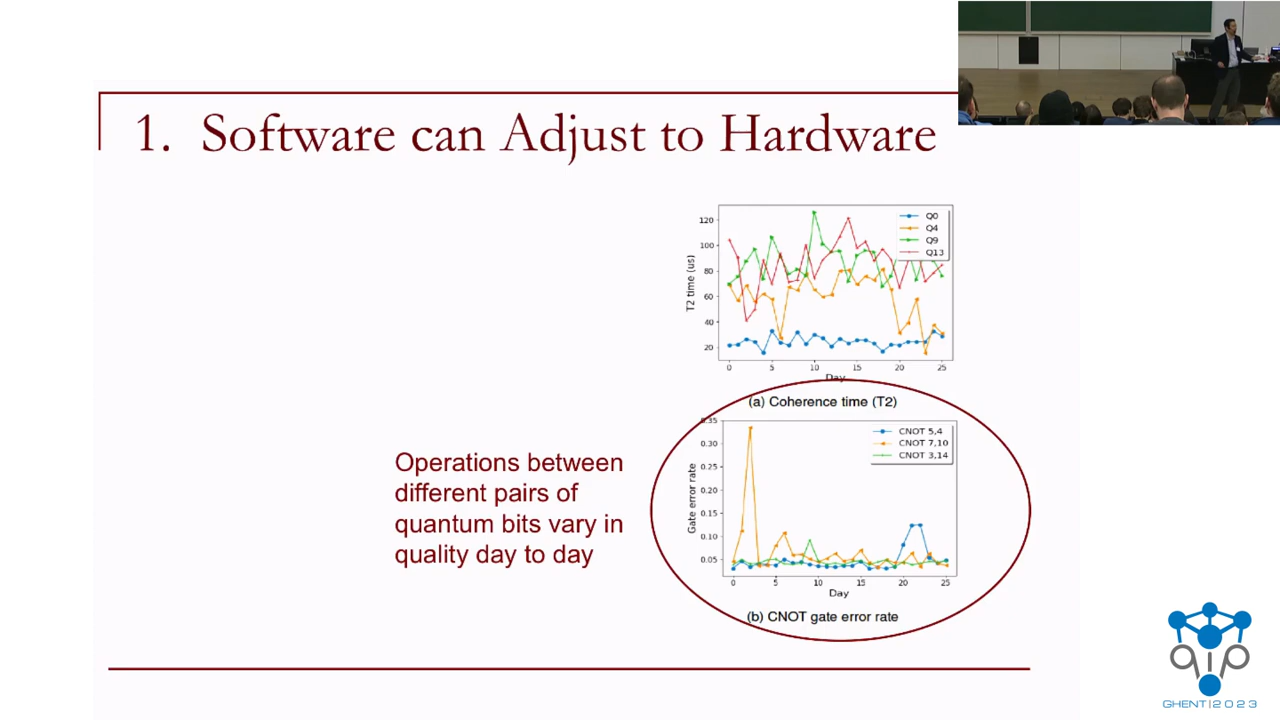 1. Software can Adjust to Hardware
T2 time (us)
120
100
80
60
40
20
Q0
Q4
Q9
Q13
0 5 10 15 20 25
Day
(a) Coherence time (T2)
Operations between
different pairs of
quantum bits vary in
quality day to day
Gate error rate
0.35
0.30
0.25
0.20
0.15
0.10
0.05
CNOT 5,4
CNOT 7,10
CNOT 3,14
0 5 10 15 20 25
Day
(b) CNOT gate error rate
qip
GHENT|2023